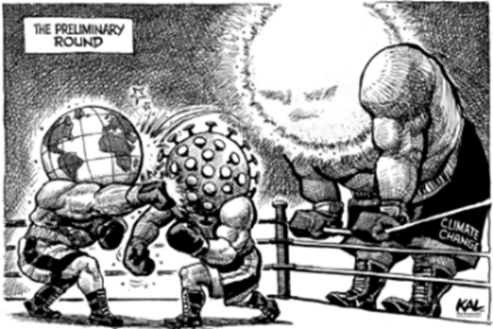 THE PRELIMINARY
ROUND
CLIMATE
CHANGE
KAL